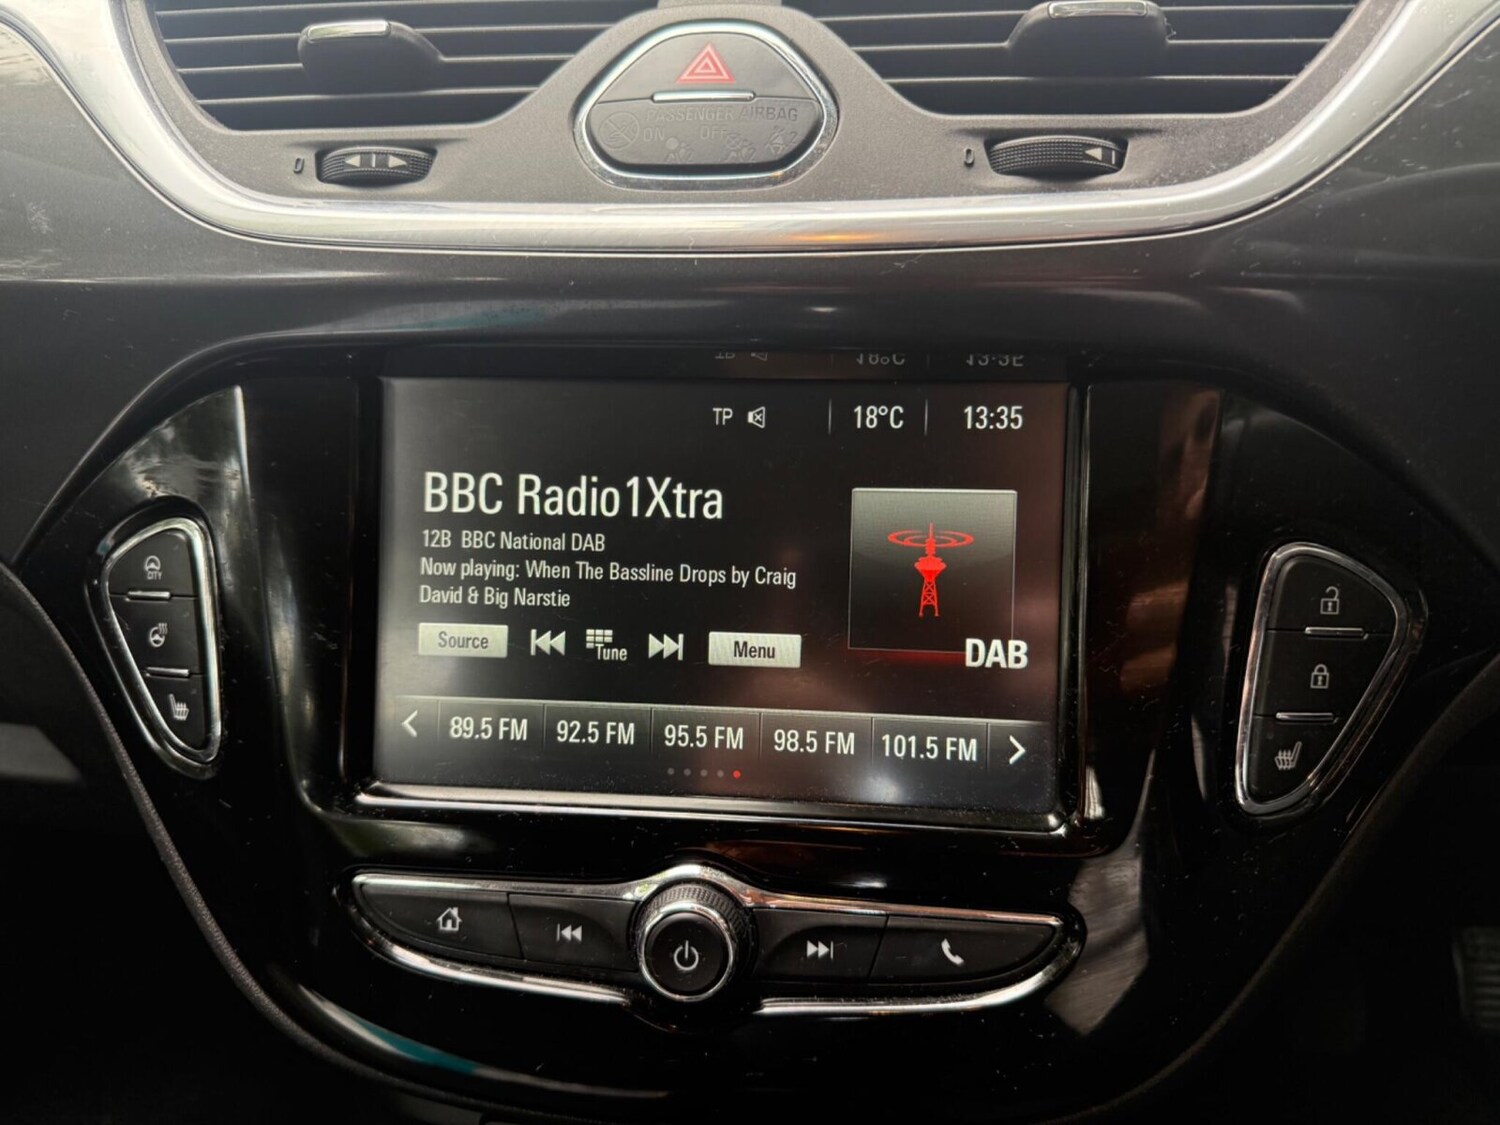 PASSENGER AIRBAG
ON OFF
0
0
TP 18°C 13:35
BBC Radio1Xtra
12B BBC National DAB
Now playing: When The Bassline Drops by Craig
David & Big Narstie
Source Tune Menu
DAB
89.5 FM 92.5 FM 95.5 FM 98.5 FM 101.5 FM
CITY